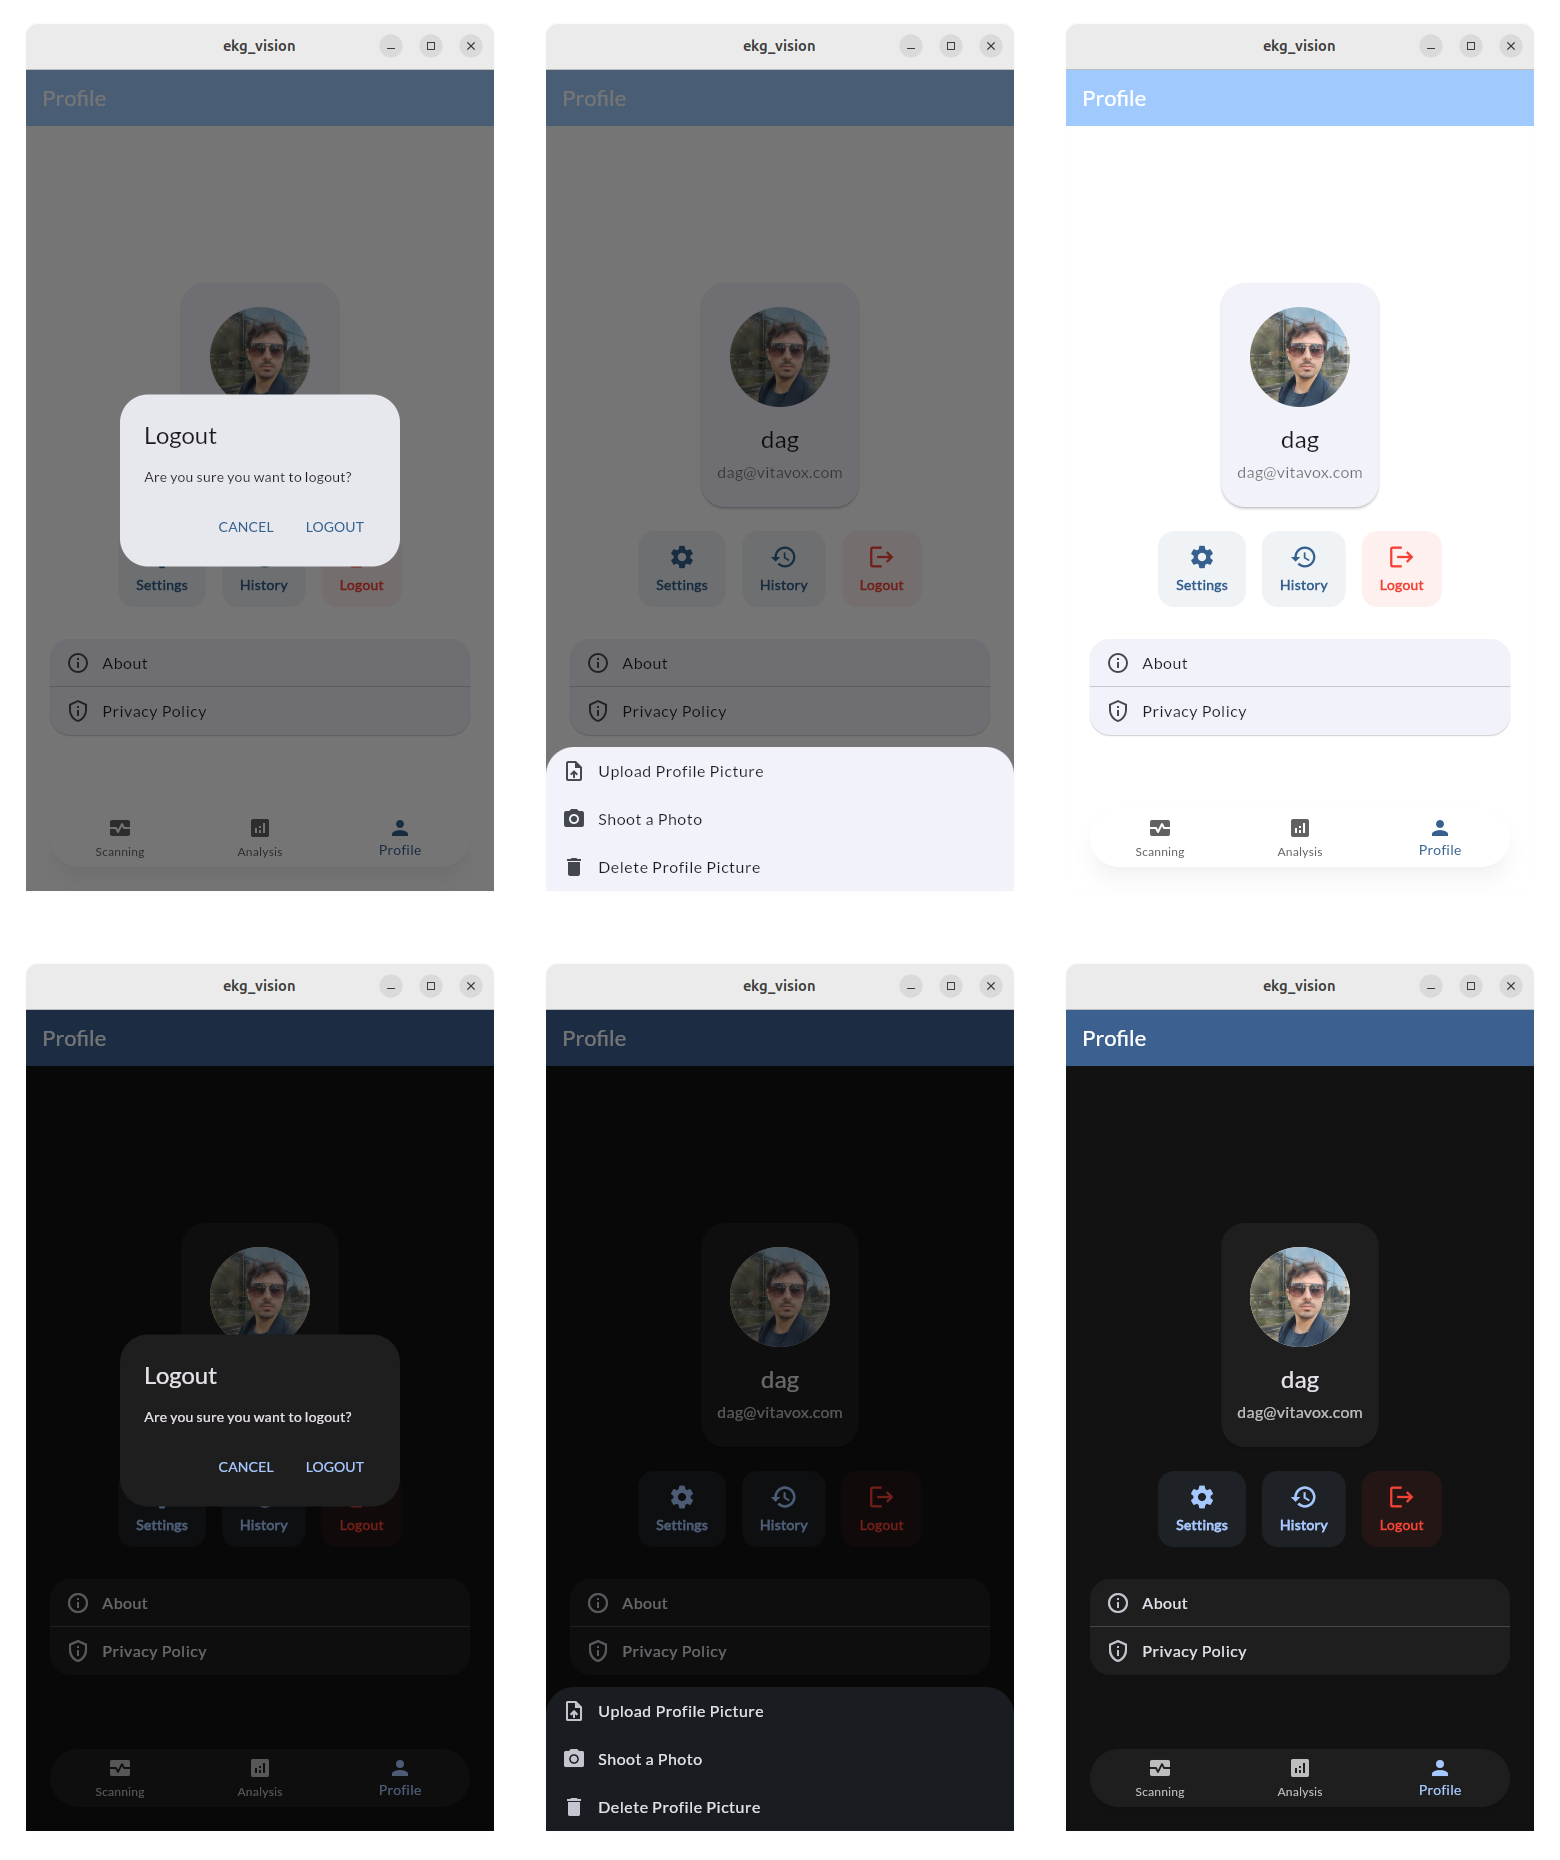 ekg_vision
Profile
Logout
Are you sure you want to logout?
CANCEL LOGOUT
Settings History Logout
About
Privacy Policy
Scanning Analysis Profile
ekg_vision
Profile
dag
dag@vitavox.com
Settings History Logout
About
Privacy Policy
Upload Profile Picture
Shoot a Photo
Delete Profile Picture
ekg_vision
Profile
dag
dag@vitavox.com
Settings History Logout
About
Privacy Policy
Scanning Analysis Profile
ekg_vision
Profile
Logout
Are you sure you want to logout?
CANCEL LOGOUT
Settings History Logout
About
Privacy Policy
Scanning Analysis Profile
ekg_vision
Profile
dag
dag@vitavox.com
Settings History Logout
About
Privacy Policy
Upload Profile Picture
Shoot a Photo
Delete Profile Picture
ekg_vision
Profile
dag
dag@vitavox.com
Settings History Logout
About
Privacy Policy
Scanning Analysis Profile